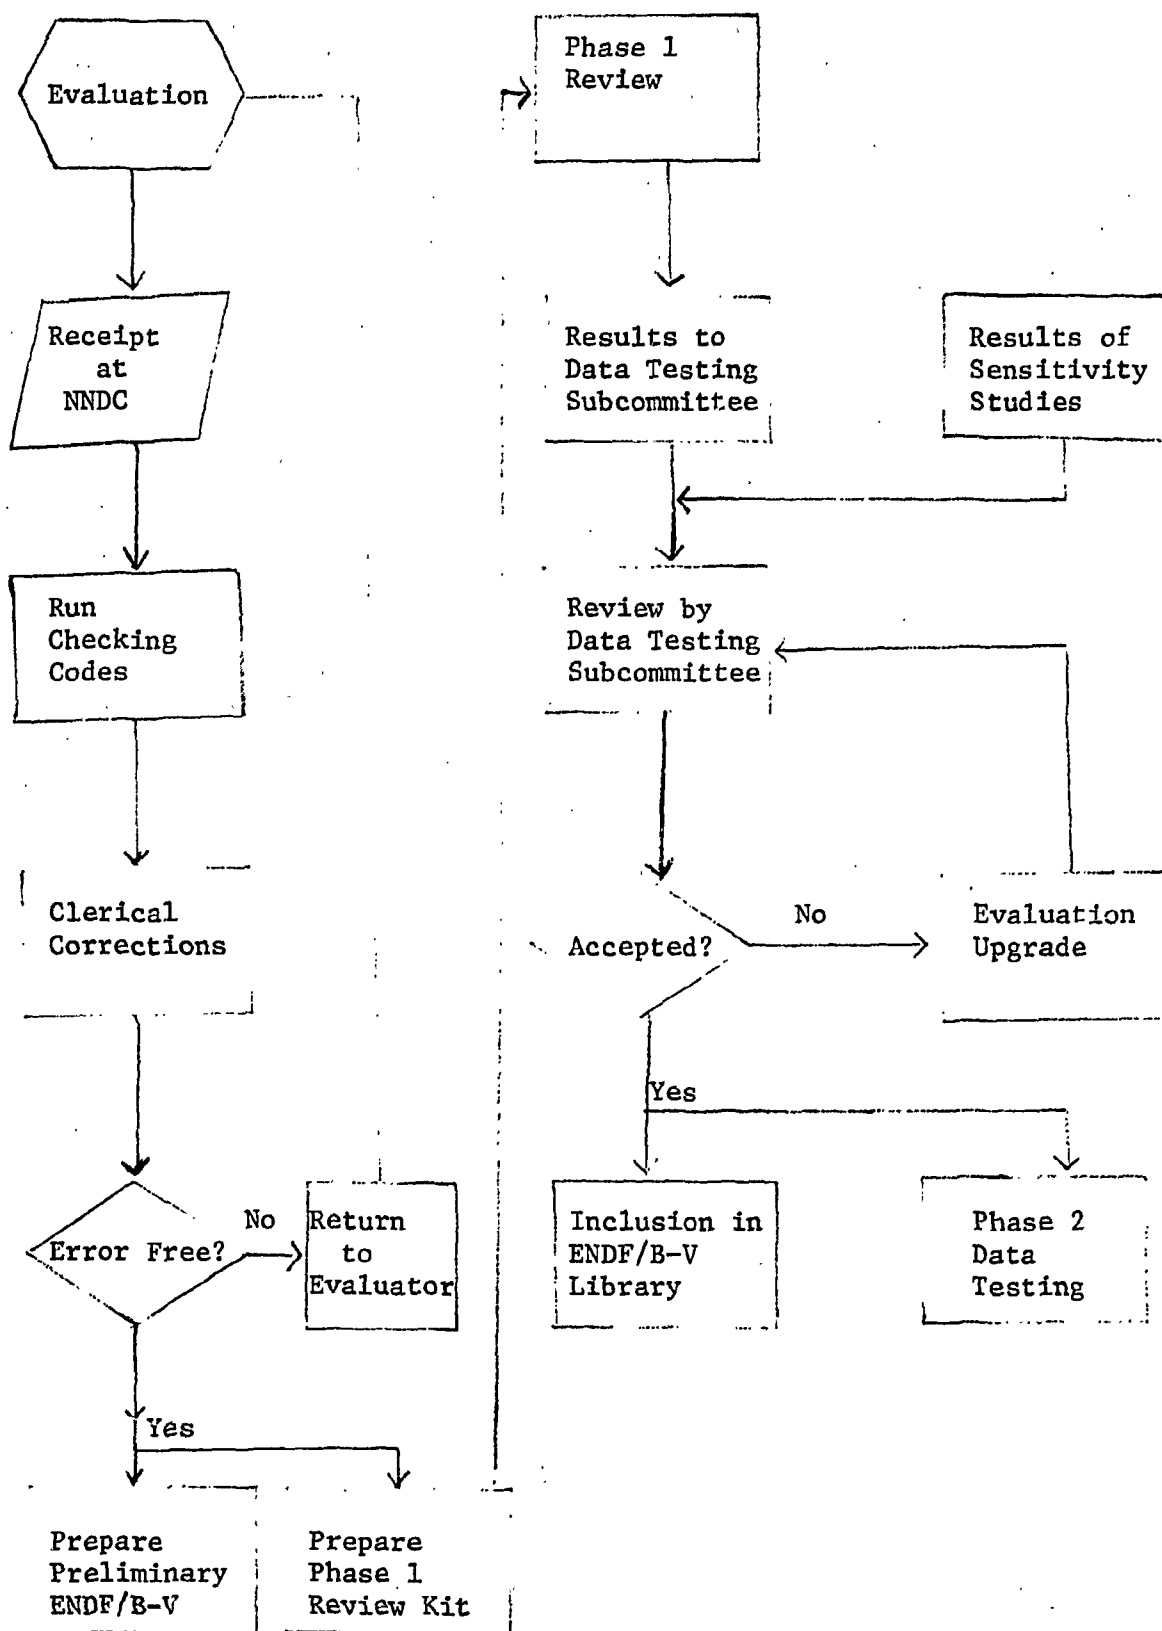 Evaluation
Receipt
at
NNDC
Run
Checking
Codes
Clerical
Corrections
Error Free?
No
Return
to
Evaluator
Yes
Prepare
Preliminary
ENDF/B-V
Prepare
Phase 1
Review Kit
Phase 1
Review
Results to
Data Testing
Subcommittee
Results of
Sensitivity
Studies
Review by
Data Testing
Subcommittee
Accepted?
No
Evaluation
Upgrade
Yes
Inclusion in
ENDF/B-V
Library
Phase 2
Data
Testing